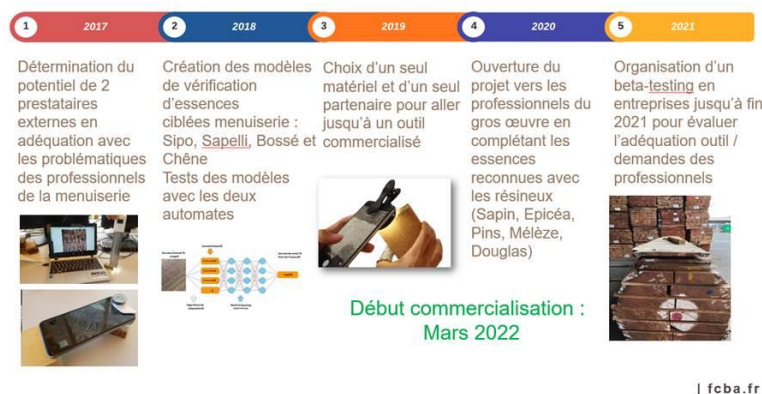 1 2017
2 2018
3 2019
4 2020
5 2021
Détermination du
potentiel de 2
prestataires
externes en
adéquation avec
les problématiques
des professionnels
de la menuiserie
Création des modèles
de vérification
d'essences
ciblées menuiserie :
Sipo, Sapelli, Bossé et
Chêne
Tests des modèles
avec les deux
automates
Choix d'un seul
matériel et d'un seul
partenaire pour aller
jusqu'à un outil
commercialisé
Ouverture du
projet vers les
professionnels du
gros œuvre en
complétant les
essences
reconnues avec
les résineux
(Sapin, Epicéa,
Pins, Mélèze,
Douglas)
Organisation d'un
beta-testing en
entreprises jusqu'à fin
2021 pour évaluer
l'adéquation outil /
demandes des
professionnels
Début commercialisation :
Mars 2022
| fcba.fr